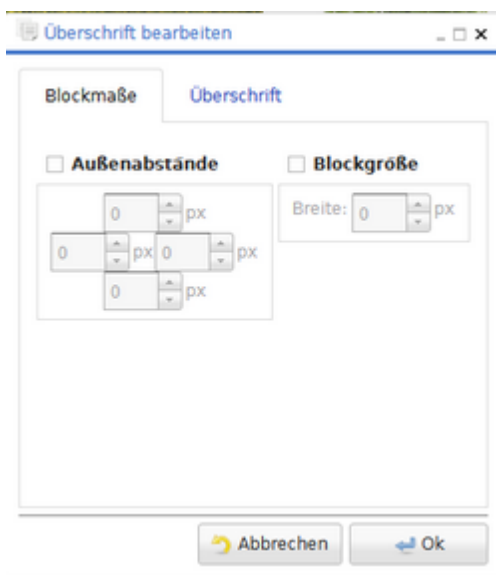 Überschrift bearbeiten
Blockmaße Überschrift
Außenabstände Blockgröße
0 px Breite: 0 px
0 px 0 px
0 px
Abbrechen Ok